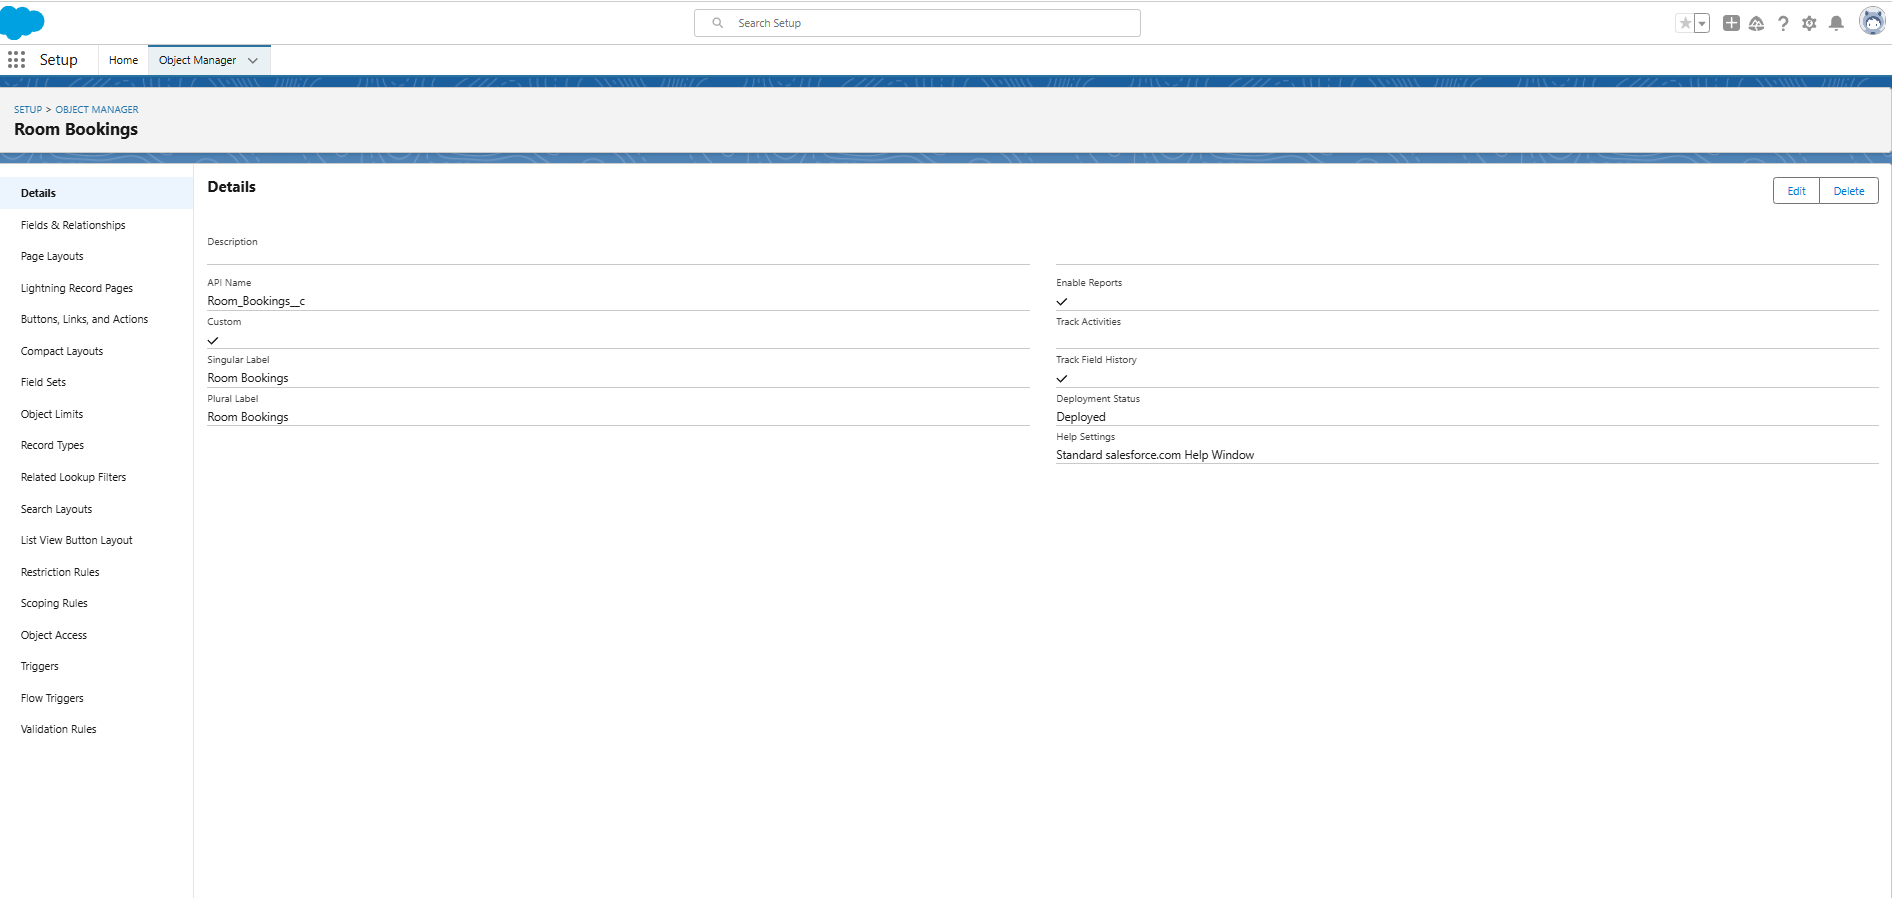 Search Setup
Setup
Home
Object Manager
SETUP > OBJECT MANAGER
Room Bookings
Details
Fields & Relationships
Page Layouts
Lightning Record Pages
Buttons, Links, and Actions
Compact Layouts
Field Sets
Object Limits
Record Types
Related Lookup Filters
Search Layouts
List View Button Layout
Restriction Rules
Scoping Rules
Object Access
Triggers
Flow Triggers
Validation Rules
Details
Edit
Delete
Description
API Name
Room_Bookings__c
Custom
Singular Label
Room Bookings
Plural Label
Room Bookings
Enable Reports
Track Activities
Track Field History
Deployment Status
Deployed
Help Settings
Standard salesforce.com Help Window